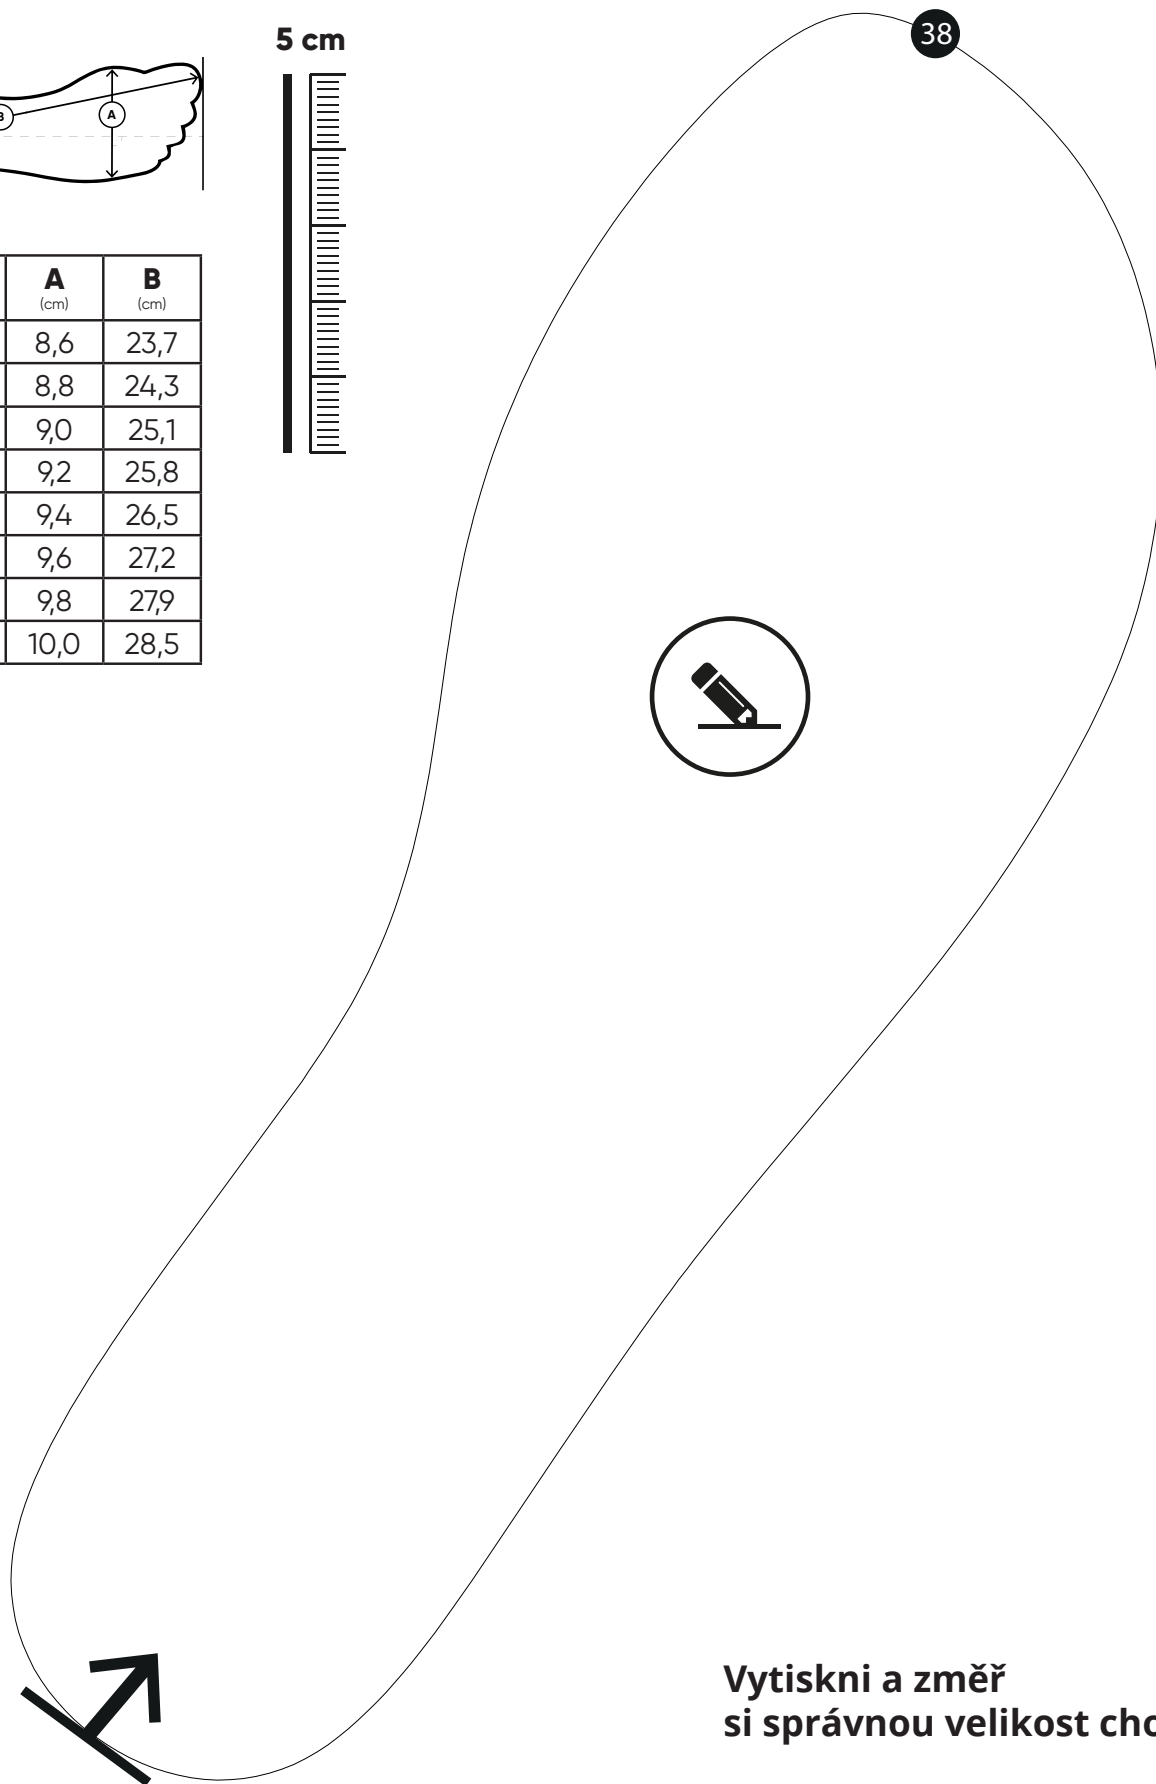 5 cm
38
B
A
A B
(cm) (cm)
8,6 23,7
8,8 24,3
9,0 25,1
9,2 25,8
9,4 26,5
9,6 27,2
9,8 27,9
10,0 28,5
Vytiskni a změř
si správnou velikost